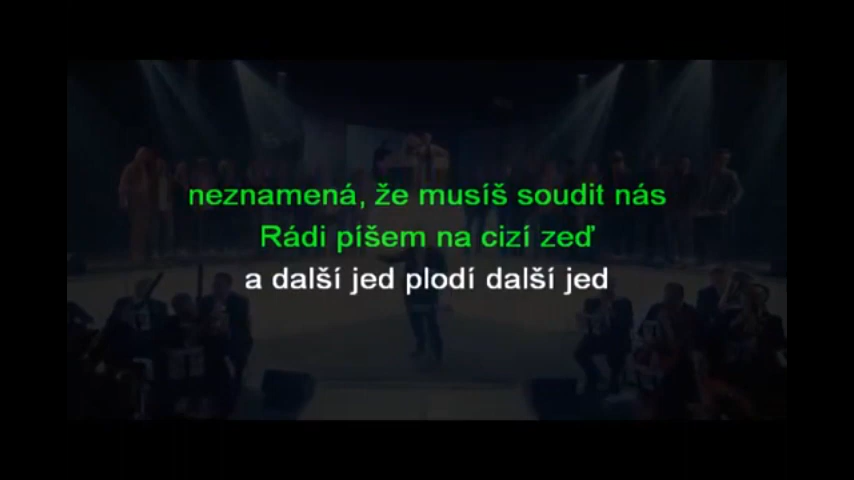 neznamená, že musíš soudit nás
Rádi píšem na cizí zeď
a další jed plodí další jed